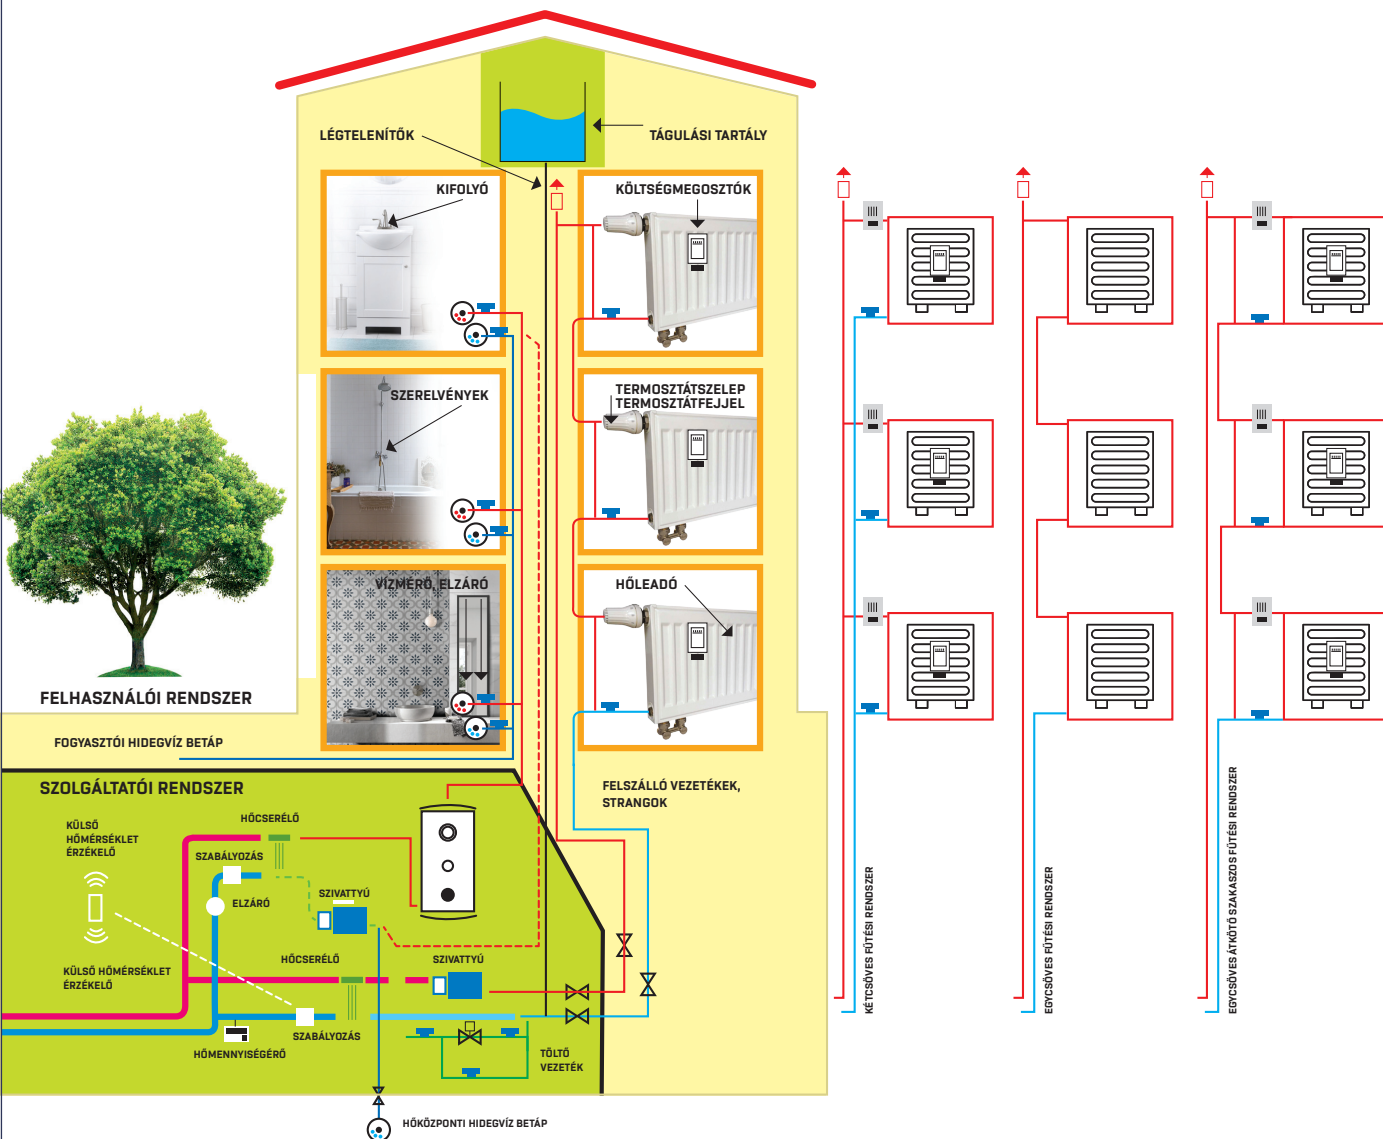 LÉGTELENÍTŐK
TÁGULÁSI TARTÁLY
KIFOLYÓ
KÖLTSÉGMEGOSZTÓK
SZERELVÉNYEK
TERMOSZTÁTSZELEP
TERMOSZTÁTFEJJEL
VÍZMÉRŐ, ELZÁRÓ
HŐLEADÓ
FELHASZNÁLÓI RENDSZER
FOGYASZTÓI HIDEGVÍZ BETÁP
SZOLGÁLTATÓI RENDSZER
FELSZÁLLÓ VEZETÉKEK,
STRANGOK
KÜLSŐ
HŐMÉRSÉKLET
ÉRZÉKELŐ
HŐCSERÉLŐ
SZABÁLYOZÁS
ELZÁRÓ
SZIVATTYÚ
KÜLSŐ HŐMÉRSÉKLET
ÉRZÉKELŐ
HŐCSERÉLŐ
SZIVATTYÚ
SZABÁLYOZÁS
HŐMENNYISÉGÉRŐ
TÖLTŐ
VEZETÉK
HŐKÖZPONTI HIDEGVÍZ BETÁP
KÉTCSÖVES FŰTÉSI RENDSZER
EGYCSÖVES FŰTÉSI RENDSZER
EGYCSÖVES ÁTKÖTŐ SZAKASZOS FŰTÉSI RENDSZER